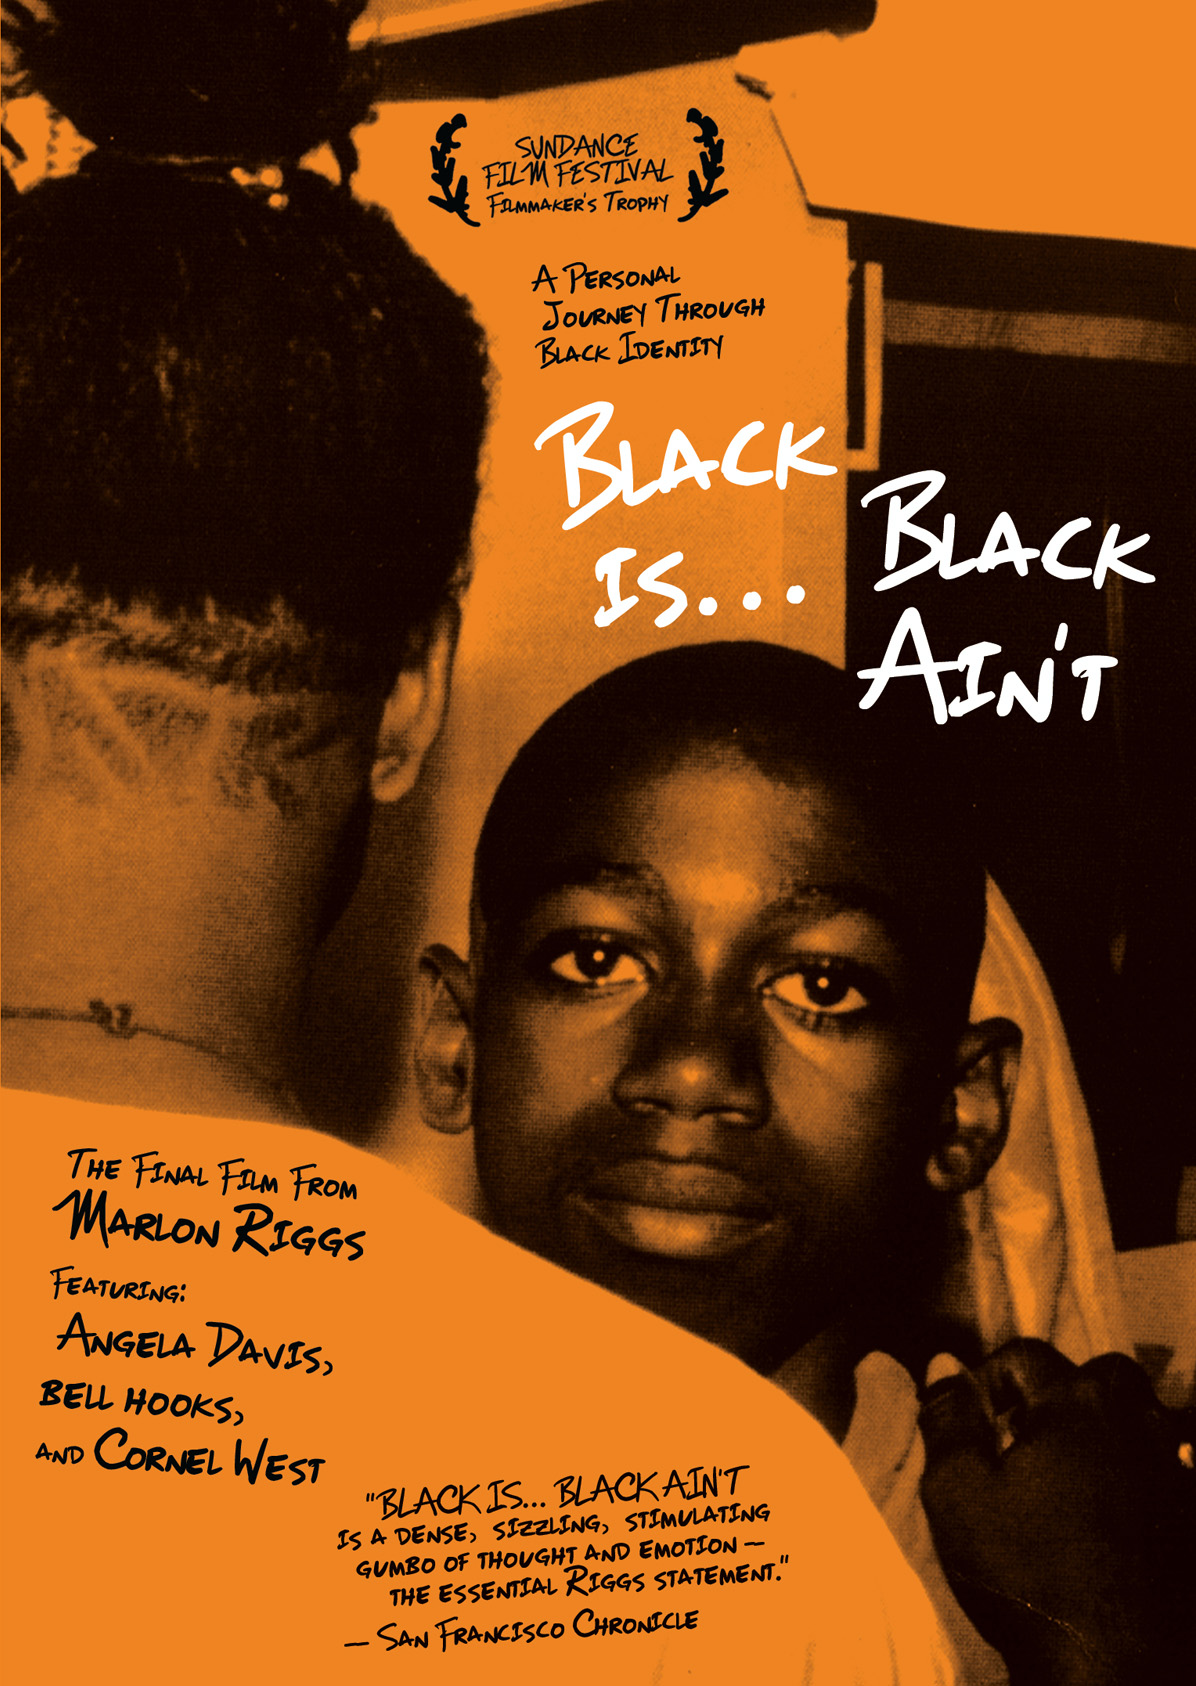 SUNDANCE
FILM FESTIVAL
FILMMAKER'S TROPHY
A PERSONAL
JOURNEY THROUGH
BLACK IDENTITY
BLACK
IS...
BLACK
AIN'T
THE FINAL FILM FROM
MARLON RIGGS
FEATURING:
ANGELA DAVIS,
BELL HOOKS,
AND CORNEL WEST
"BLACK IS... BLACK AIN'T
IS A DENSE, SIZZLING, STIMULATING
GUMBO OF THOUGHT AND EMOTION —
THE ESSENTIAL RIGGS STATEMENT."
— SAN FRANCISCO CHRONICLE